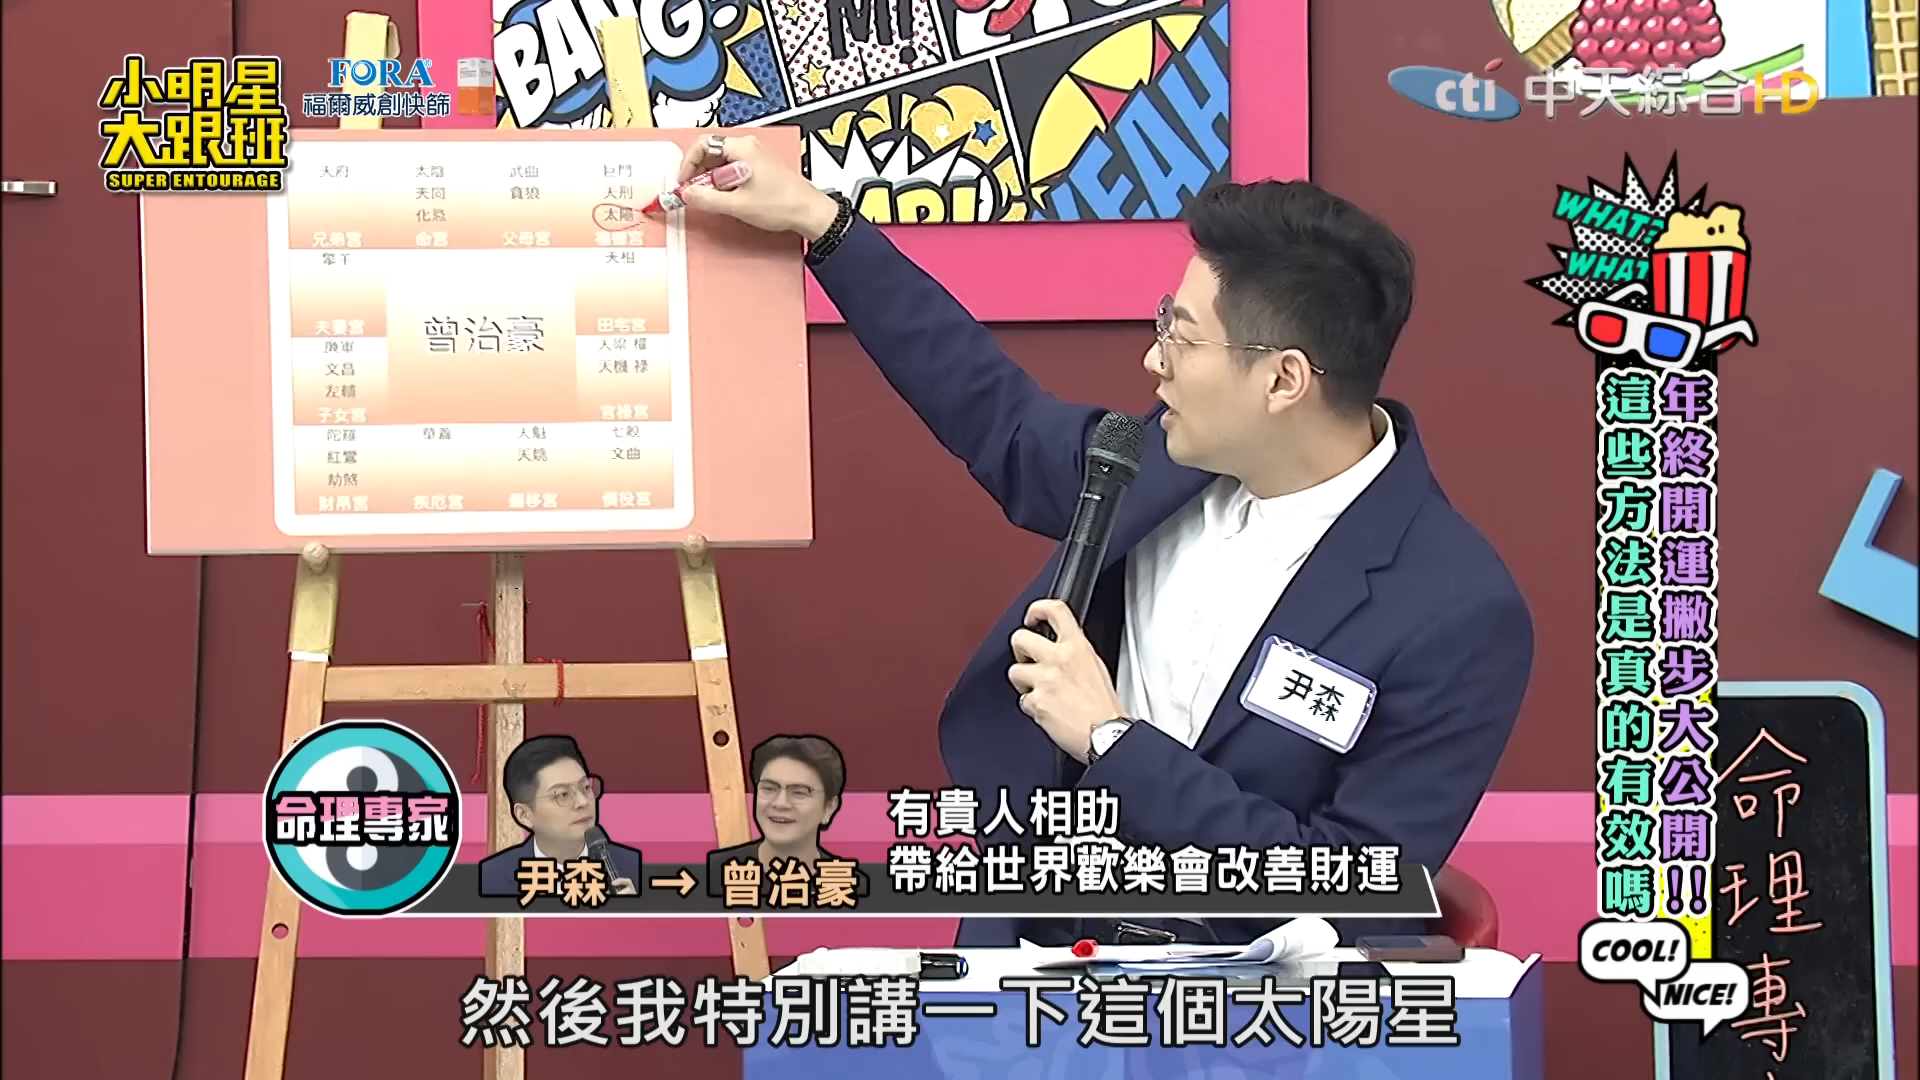 小明星
大跟班
SUPER ENTOURAGE
FORA
福爾威創快篩
cti 中天綜合HD
BANG
M!
YEAH!
YEAH
WHAT?
WHAT
年終開運撇步大公開!!
這些方法是真的有效嗎
COOL!
NICE!
天府
太陰
天同
化忌
武曲
貪狼
巨門
天刑
太陽
兄弟宮
命宮
父母宮
福德宮
擎羊
天相
夫妻宮
田宅宮
曾治豪
廉軍
文昌
左輔
子女宮
天梁 權
天機 祿
官祿宮
陀羅
紅鸞
劫煞
財帛宮
華蓋
疾厄宮
天魁
天姚
遷移宮
七殺
文曲
僕役宮
尹森
命理專
命理專家
尹森 → 曾治豪
有貴人相助
帶給世界歡樂會改善財運
然後我特別講一下這個太陽星